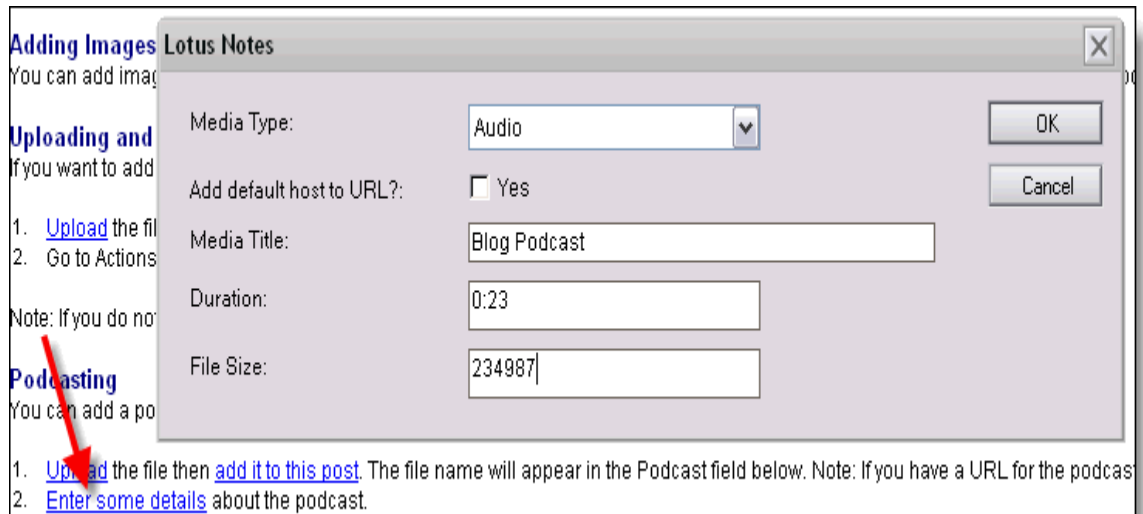 Adding Images
You can add imag
Lotus Notes
Media Type:
Audio
OK
Add default host to URL?:
Yes
Cancel
Media Title:
Blog Podcast
Duration:
0:23
File Size:
234987
Uploading and
If you want to add
1. Upload the fil
2. Go to Actions
Note: If you do no
Podcasting
You can add a po
1. Upload the file then add it to this post. The file name will appear in the Podcast field below. Note: If you have a URL for the podcas
2. Enter some details about the podcast.